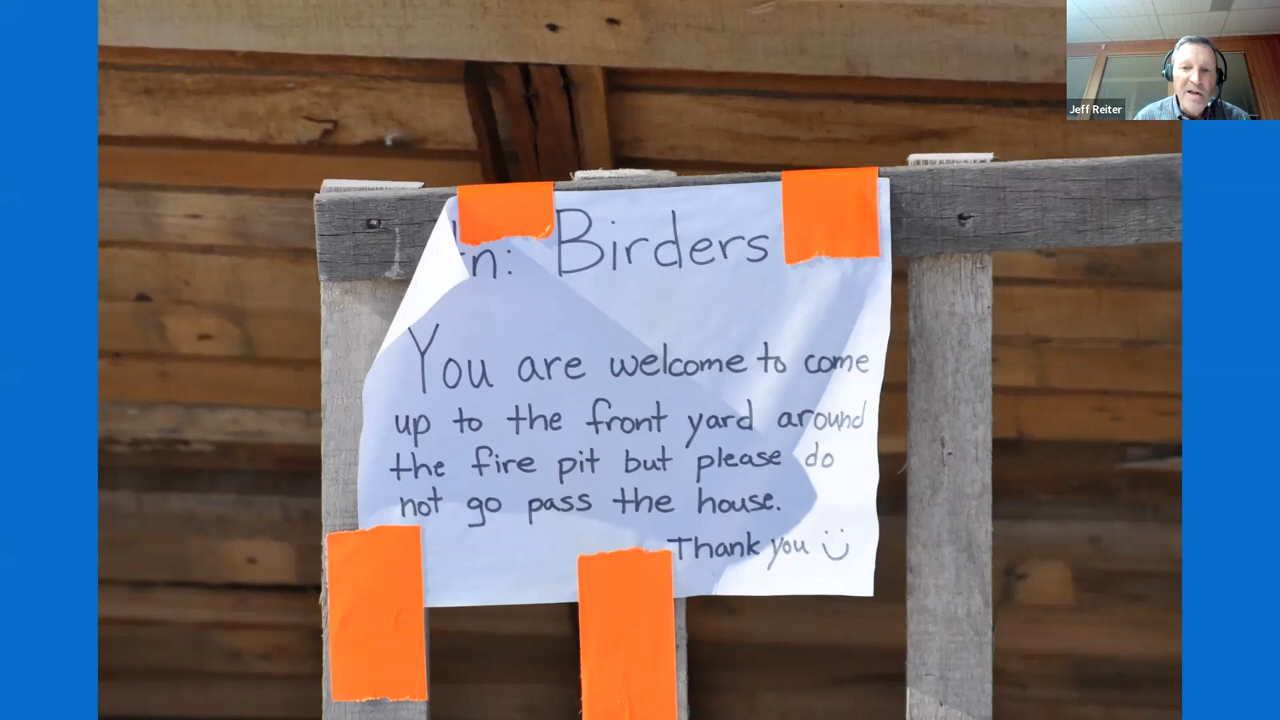 Jeff Reiter
n: Birders
You are welcome to come
up to the front yard around
the fire pit but please do
not go pass the house.
Thank you